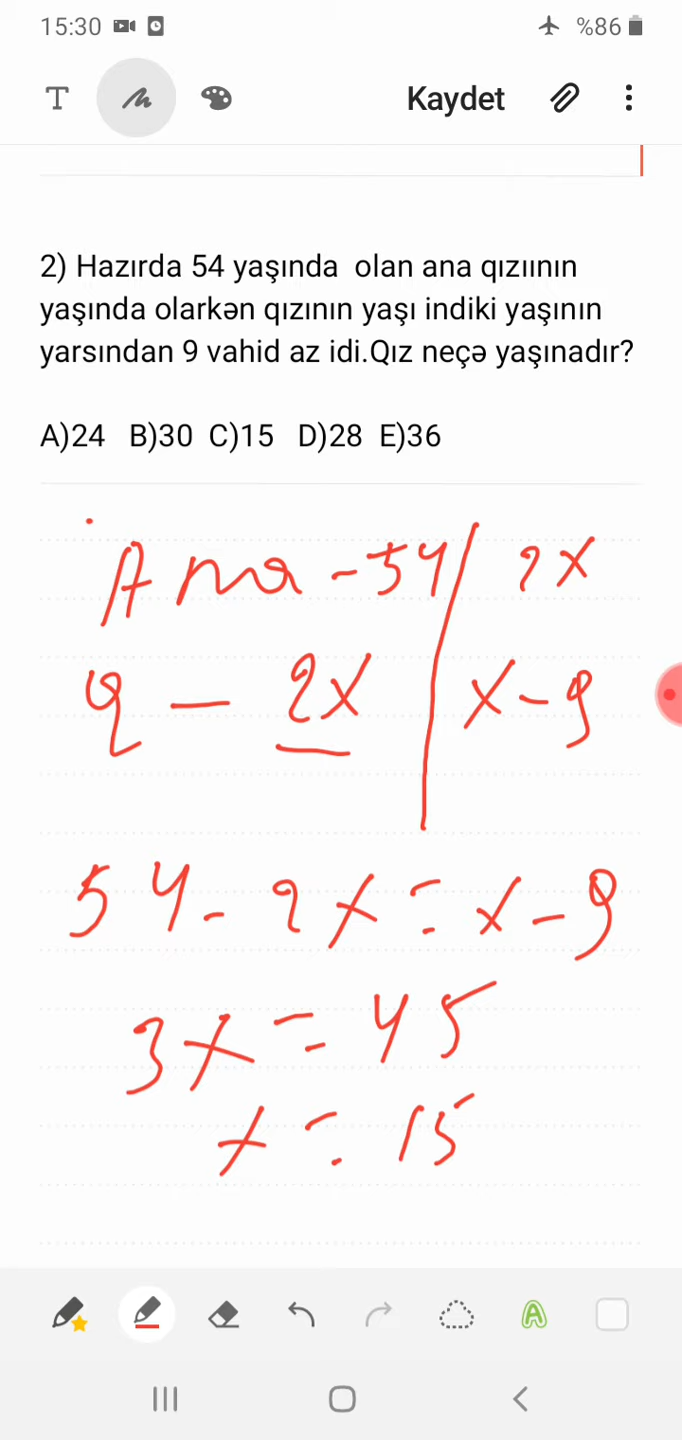 15:30 %86
T Kaydet
2) Hazırda 54 yaşında olan ana qızıının
yaşında olarkən qızının yaşı indiki yaşının
yarsından 9 vahid az idi.Qız neçə yaşınadır?
A)24 B)30 C)15 D)28 E)36
Ana - 54 2x
q - 2x x - 9
54 - 2x = x - 9
3x = 45
x = 15
A